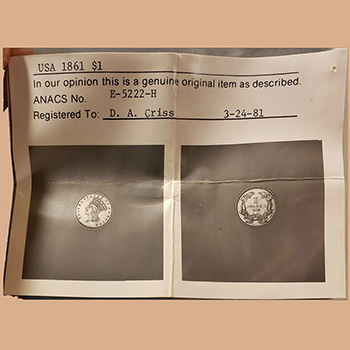 USA 1861 $1
In our opinion this is a genuine original item as described.
ANACS No. E-5222-H
Registered To: D. A. Criss 3-24-81